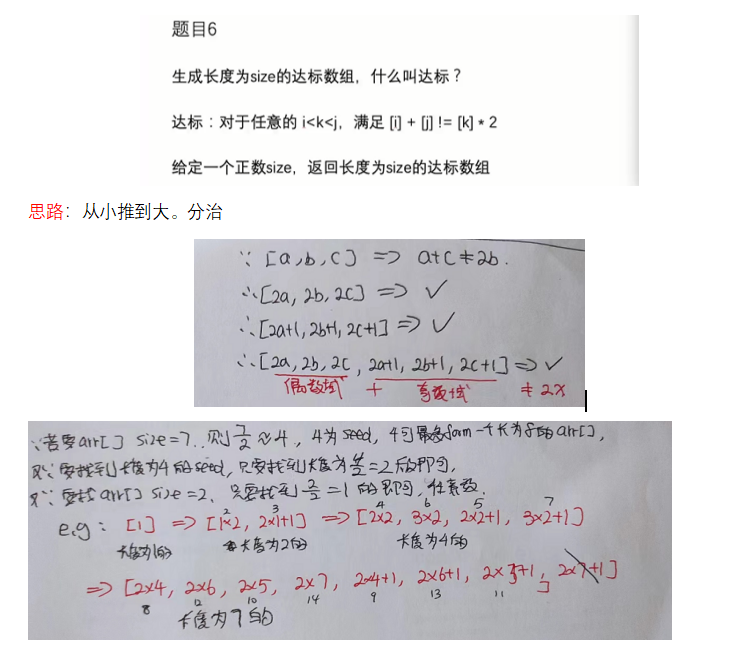 题目6
生成长度为size的达标数组，什么叫达标？
达标：对于任意的 i<k<j，满足 [i] + [j] != [k] * 2
给定一个正数size，返回长度为size的达标数组
思路：从小推到大。分治
∵ [a,b,c] => a+c≠2b.
∴[2a, 2b, 2c] => ✓
∴[2a+1, 2b+1, 2c+1] => ✓
∴[2a, 2b, 2c, 2a+1, 2b+1, 2c+1] => ✓
偶数域 + 奇数域 ≠ 2x
∵若要arr[] size=7, 则 7/2 ≈4, 4为seed, 4可最多form一个长为8的arr[],
又∵要找到长度为4的seed, 只要找到长度为 4/2 =2的即可,
又∵要找arr[] size=2, 只要找到 2/2 =1的即可, 任意数.
2 3 4 6 5 7
e.g: [1] => [1×2, 2×1+1] => [2×2, 3×2, 2×2+1, 3×2+1]
长度为1的 长度为2的 长度为4的
=> [2×4, 2×6, 2×5, 2×7, 2×4+1, 2×6+1, 2×5+1, 2×7+1]
8 12 10 14 9 13 11
长度为7的